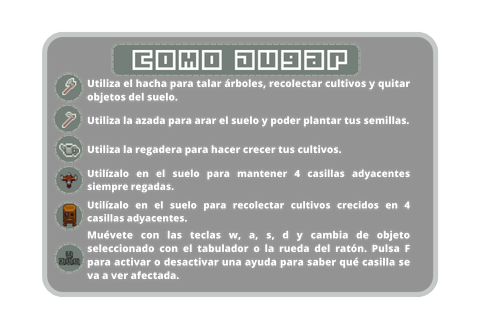 COMO JUGAR
Utiliza el hacha para talar árboles, recolectar cultivos y quitar
objetos del suelo.
Utiliza la azada para arar el suelo y poder plantar tus semillas.
Utiliza la regadera para hacer crecer tus cultivos.
Utilízalo en el suelo para mantener 4 casillas adyacentes
siempre regadas.
Utilízalo en el suelo para recolectar cultivos crecidos en 4
casillas adyacentes.
Muévete con las teclas w, a, s, d y cambia de objeto
seleccionado con el tabulador o la rueda del ratón. Pulsa F
para activar o desactivar una ayuda para saber qué casilla se
va a ver afectada.